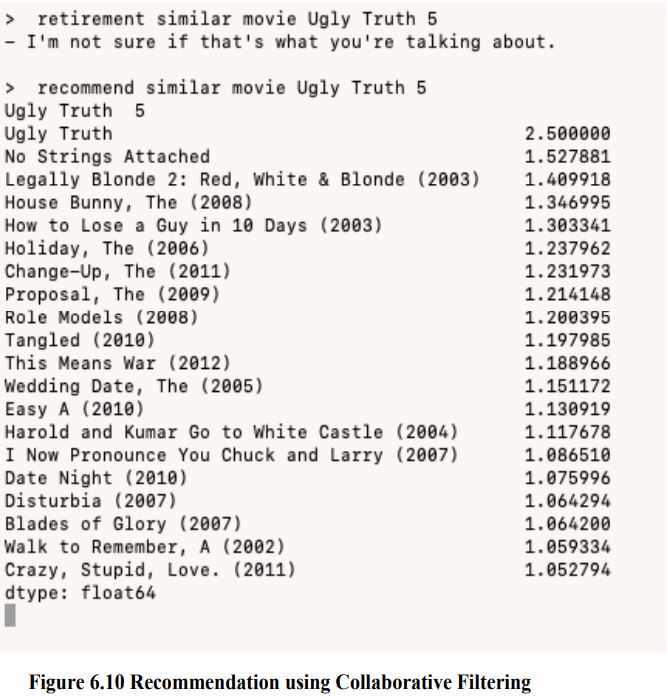 > retirement similar movie Ugly Truth 5
– I'm not sure if that's what you're talking about.
> recommend similar movie Ugly Truth 5
Ugly Truth 5
Ugly Truth 2.500000
No Strings Attached 1.527881
Legally Blonde 2: Red, White & Blonde (2003) 1.409918
House Bunny, The (2008) 1.346995
How to Lose a Guy in 10 Days (2003) 1.303341
Holiday, The (2006) 1.237962
Change-Up, The (2011) 1.231973
Proposal, The (2009) 1.214148
Role Models (2008) 1.200395
Tangled (2010) 1.197985
This Means War (2012) 1.188966
Wedding Date, The (2005) 1.151172
Easy A (2010) 1.130919
Harold and Kumar Go to White Castle (2004) 1.117678
I Now Pronounce You Chuck and Larry (2007) 1.086510
Date Night (2010) 1.075996
Disturbia (2007) 1.064294
Blades of Glory (2007) 1.064200
Walk to Remember, A (2002) 1.059334
Crazy, Stupid, Love. (2011) 1.052794
dtype: float64
Figure 6.10 Recommendation using Collaborative Filtering